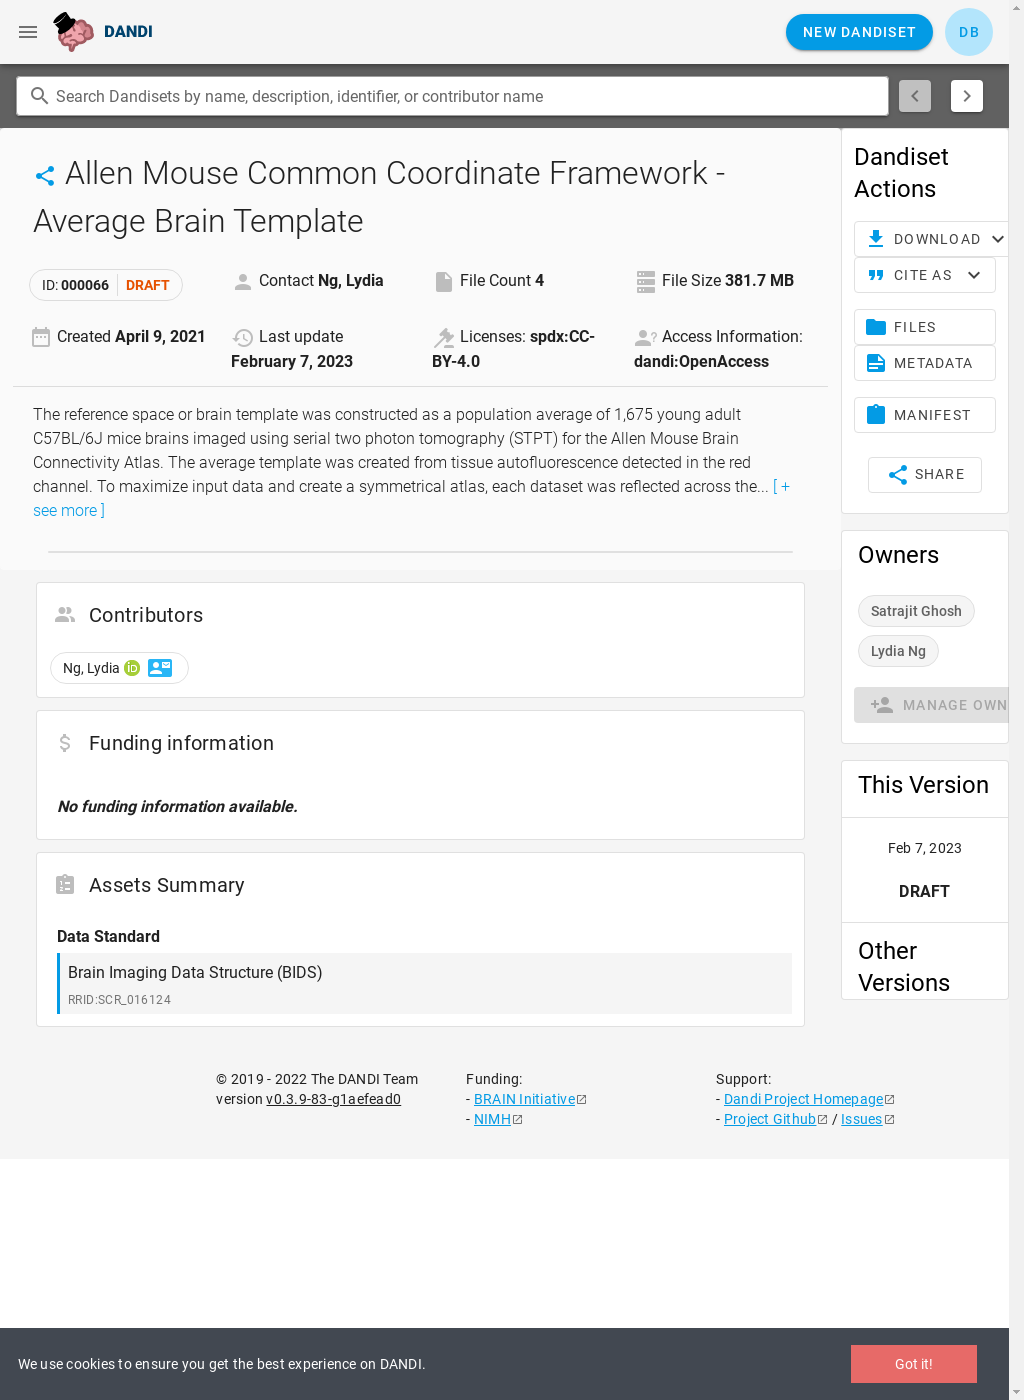 DANDI
NEW DANDISET
DB
Search Dandisets by name, description, identifier, or contributor name
Allen Mouse Common Coordinate Framework -
Average Brain Template
ID: 000066 DRAFT
Contact Ng, Lydia
File Count 4
File Size 381.7 MB
Created April 9, 2021
Last update
February 7, 2023
Licenses: spdx:CC-
BY-4.0
Access Information:
dandi:OpenAccess
The reference space or brain template was constructed as a population average of 1,675 young adult
C57BL/6J mice brains imaged using serial two photon tomography (STPT) for the Allen Mouse Brain
Connectivity Atlas. The average template was created from tissue autofluorescence detected in the red
channel. To maximize input data and create a symmetrical atlas, each dataset was reflected across the... [ +
see more ]
Contributors
Ng, Lydia
Funding information
No funding information available.
Assets Summary
Data Standard
Brain Imaging Data Structure (BIDS)
RRID:SCR_016124
Dandiset
Actions
DOWNLOAD
CITE AS
FILES
METADATA
MANIFEST
SHARE
Owners
Satrajit Ghosh
Lydia Ng
MANAGE OWN
This Version
Feb 7, 2023
DRAFT
Other
Versions
© 2019 - 2022 The DANDI Team
version v0.3.9-83-g1aefead0
Funding:
- BRAIN Initiative
- NIMH
Support:
- Dandi Project Homepage
- Project Github / Issues
We use cookies to ensure you get the best experience on DANDI.
Got it!